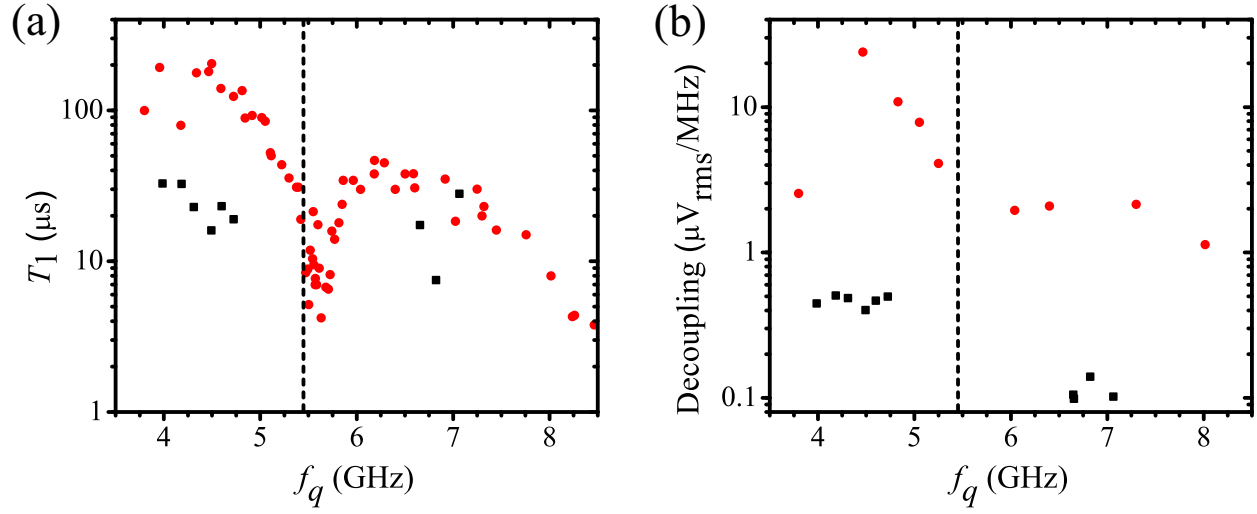 (a)
T1 (μs)
100
10
1
4 5 6 7 8
fq (GHz)
(b)
Decoupling (μVrms/MHz)
10
1
0.1
4 5 6 7 8
fq (GHz)